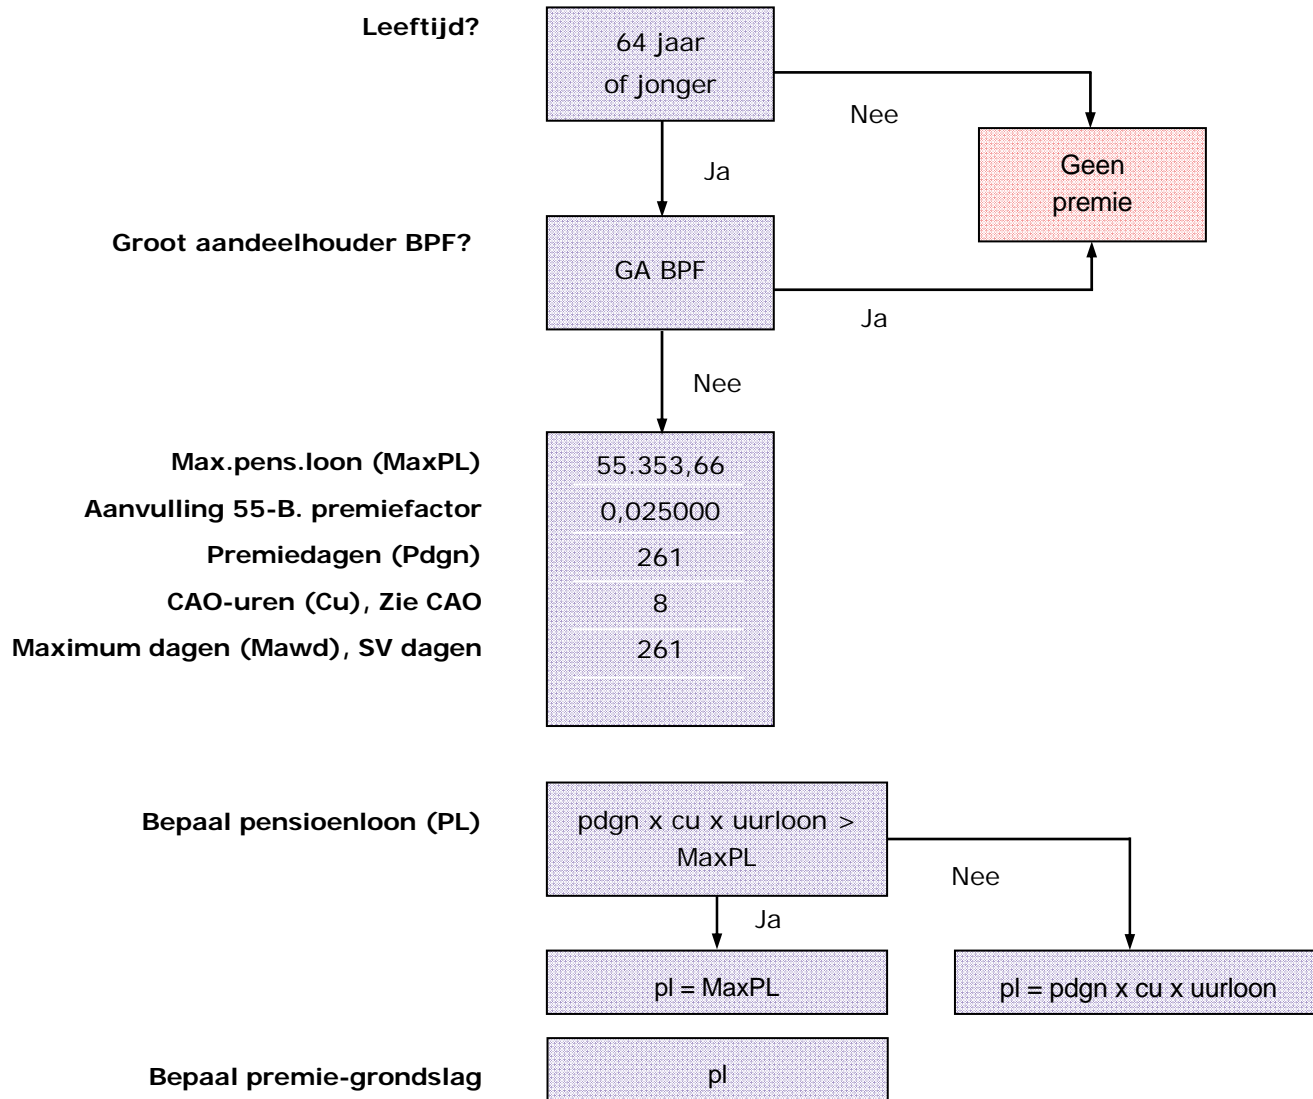 Leeftijd?
64 jaar
of jonger
Nee
Geen
premie
Ja
Groot aandeelhouder BPF?
GA BPF
Ja
Nee
Max.pens.loon (MaxPL)
55.353,66
Aanvulling 55-B. premiefactor
0,025000
Premiedagen (Pdgn)
261
CAO-uren (Cu), Zie CAO
8
Maximum dagen (Mawd), SV dagen
261
Bepaal pensioenloon (PL)
pdgn x cu x uurloon >
MaxPL
Nee
Ja
pl = MaxPL
pl = pdgn x cu x uurloon
Bepaal premie-grondslag
pl